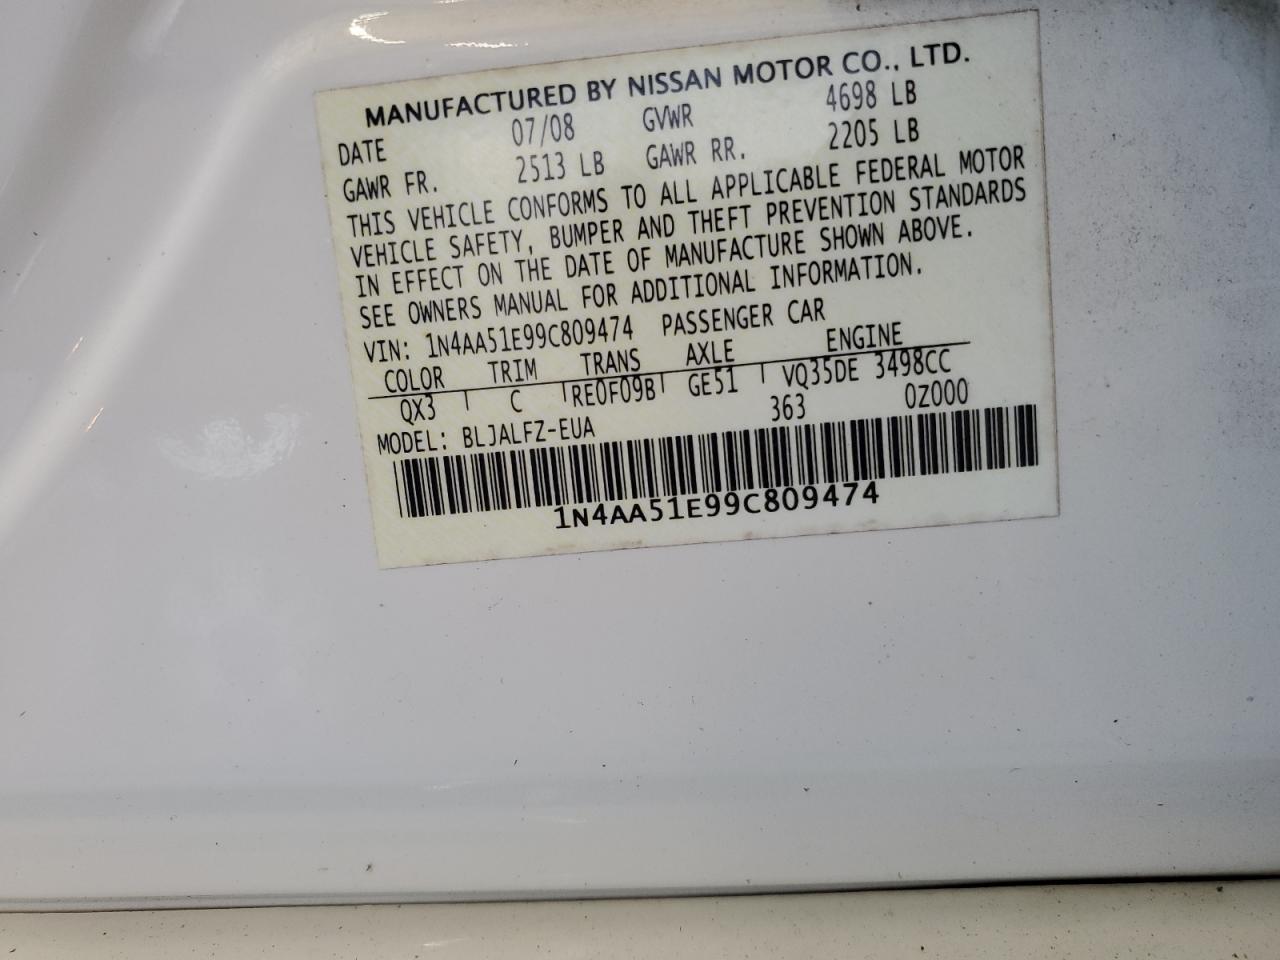 MANUFACTURED BY NISSAN MOTOR CO., LTD.
DATE 07/08 GVWR 4698 LB
GAWR FR. 2513 LB GAWR RR. 2205 LB
THIS VEHICLE CONFORMS TO ALL APPLICABLE FEDERAL MOTOR
VEHICLE SAFETY, BUMPER AND THEFT PREVENTION STANDARDS
IN EFFECT ON THE DATE OF MANUFACTURE SHOWN ABOVE.
SEE OWNERS MANUAL FOR ADDITIONAL INFORMATION.
VIN: 1N4AA51E99C809474 PASSENGER CAR
COLOR TRIM TRANS AXLE ENGINE
QX3 C RE0F09B GE51 VQ35DE 3498CC
MODEL: BLJALFZ-EUA 363 0Z000
1N4AA51E99C809474